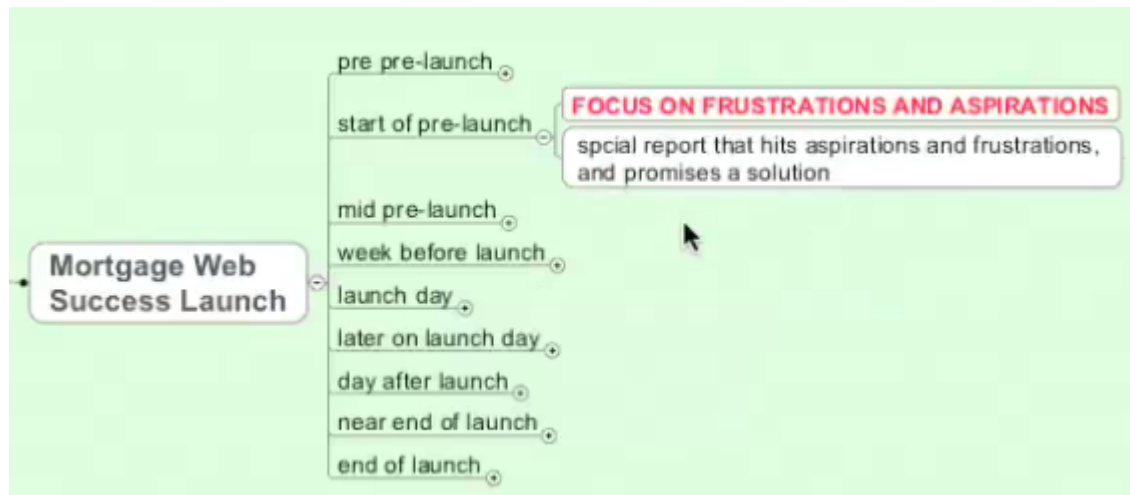 pre pre-launch
start of pre-launch
FOCUS ON FRUSTRATIONS AND ASPIRATIONS
spcial report that hits aspirations and frustrations,
and promises a solution
mid pre-launch
week before launch
Mortgage Web
Success Launch
launch day
later on launch day
day after launch
near end of launch
end of launch